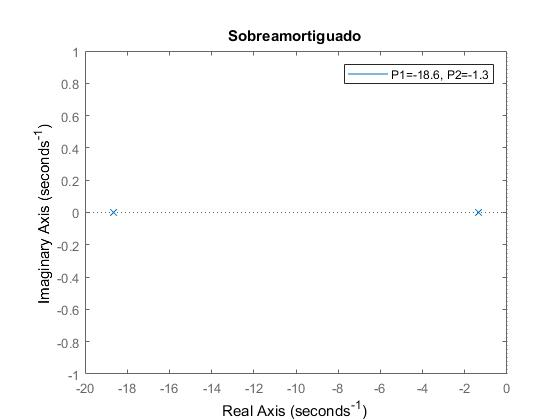 Sobreamortiguado
P1=-18.6, P2=-1.3
Imaginary Axis (seconds-1)
1
0.8
0.6
0.4
0.2
0
-0.2
-0.4
-0.6
-0.8
-1
-20 -18 -16 -14 -12 -10 -8 -6 -4 -2 0
Real Axis (seconds-1)